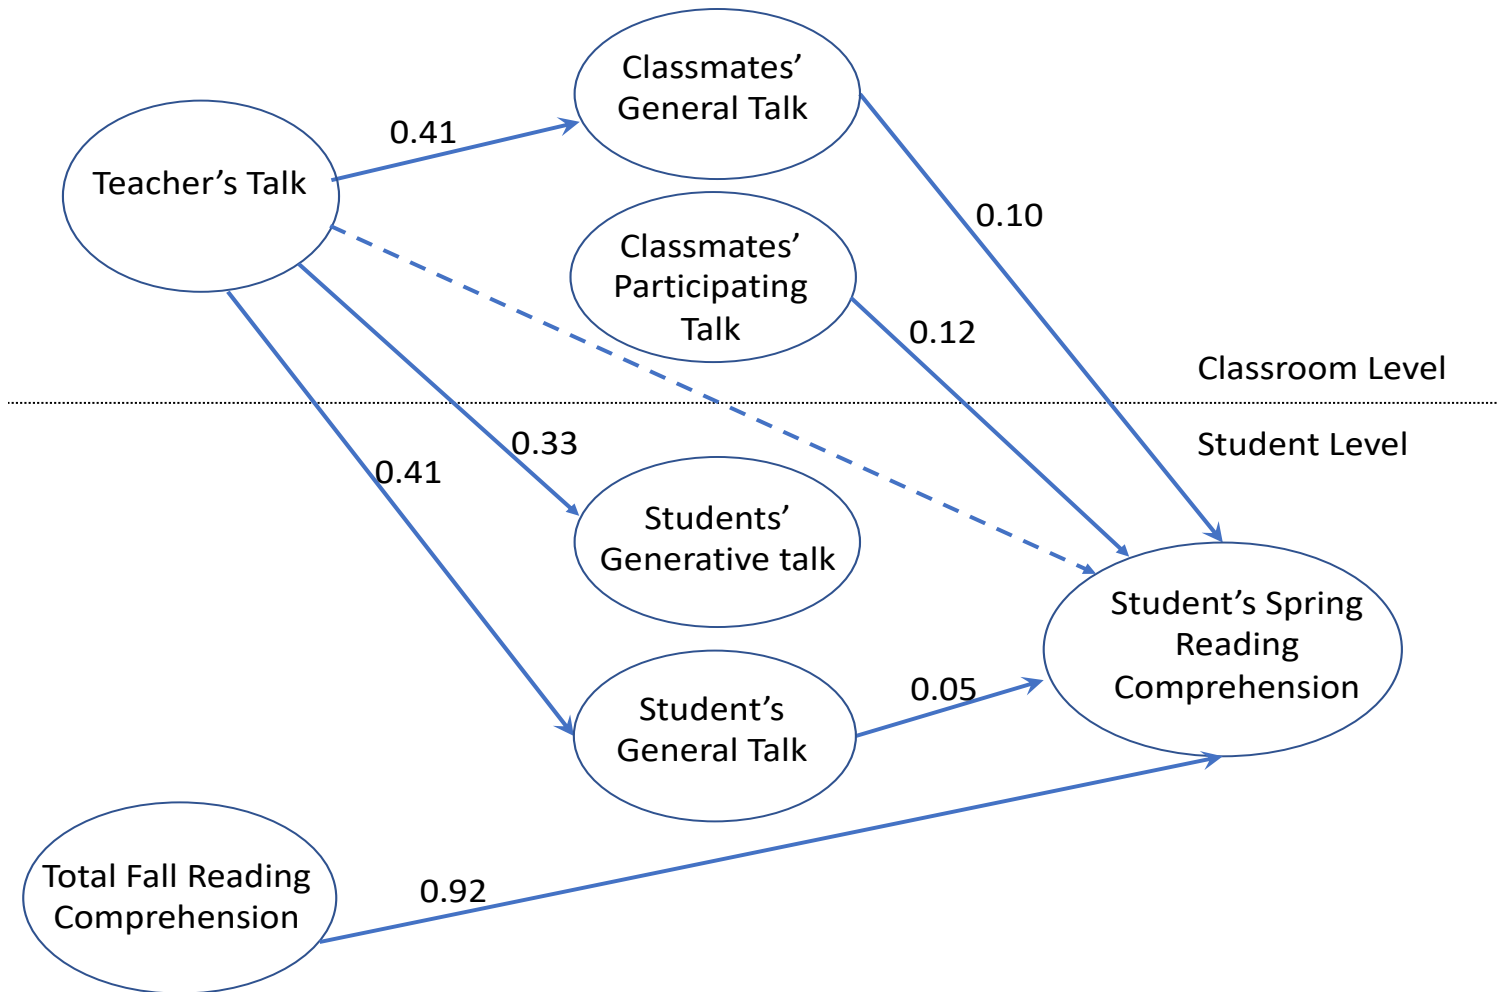 Classmates’
General Talk
0.41
Teacher’s Talk
0.10
Classmates’
Participating
Talk
0.12
Classroom Level
Student Level
0.33
0.41
Students’
Generative talk
Student’s Spring
Reading
Comprehension
0.05
Student’s
General Talk
Total Fall Reading
Comprehension
0.92